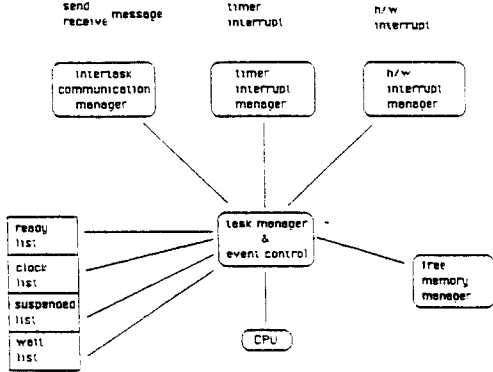 send
receive message
timer
interrupt
h/w
interrupt
intertask
communication
manager
timer
interrupt
manager
h/w
interrupt
manager
task manager
&
event control
ready
list
clock
list
suspended
list
wait
list
free
memory
manager
CPU